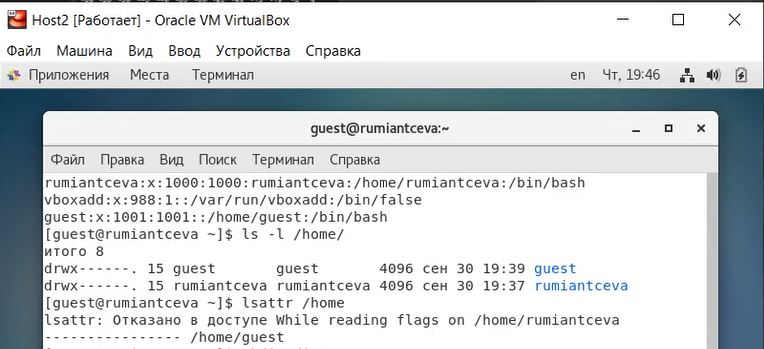 Host2 [Работает] - Oracle VM VirtualBox
Файл Машина Вид Ввод Устройства Справка
Приложения Места Терминал en Чт, 19:46
guest@rumiantceva:~
Файл Правка Вид Поиск Терминал Справка
rumiantceva:x:1000:1000:rumiantceva:/home/rumiantceva:/bin/bash
vboxadd:x:988:1::/var/run/vboxadd:/bin/false
guest:x:1001:1001::/home/guest:/bin/bash
[guest@rumiantceva ~]$ ls -l /home/
итого 8
drwx------. 15 guest       guest       4096 сен 30 19:39 guest
drwx------. 15 rumiantceva rumiantceva 4096 сен 30 19:37 rumiantceva
[guest@rumiantceva ~]$ lsattr /home
lsattr: Отказано в доступе While reading flags on /home/rumiantceva
---------------- /home/guest